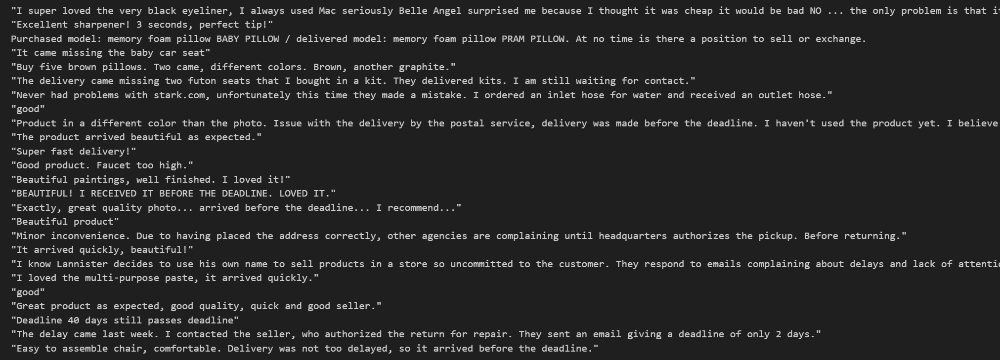 "I super loved the very black eyeliner, I always used Mac seriously Belle Angel surprised me because I thought it was cheap it would be bad NO ... the only problem is that
"Excellent sharpener! 3 seconds, perfect tip!"
Purchased model: memory foam pillow BABY PILLOW / delivered model: memory foam pillow PRAM PILLOW. At no time is there a position to sell or exchange.
"It came missing the baby car seat"
"Buy five brown pillows. Two came, different colors. Brown, another graphite."
"The delivery came missing two futon seats that I bought in a kit. They delivered kits. I am still waiting for contact."
"Never had problems with stark.com, unfortunately this time they made a mistake. I ordered an inlet hose for water and received an outlet hose."
"good"
"Product in a different color than the photo. Issue with the delivery by the postal service, delivery was made before the deadline. I haven't used the product yet. I believe
"The product arrived beautiful as expected."
"Super fast delivery!"
"Good product. Faucet too high."
"Beautiful paintings, well finished. I loved it!"
"BEAUTIFUL! I RECEIVED IT BEFORE THE DEADLINE. LOVED IT."
"Exactly, great quality photo... arrived before the deadline... I recommend..."
"Beautiful product"
"Minor inconvenience. Due to having placed the address correctly, other agencies are complaining until headquarters authorizes the pickup. Before returning."
"It arrived quickly, beautiful!"
"I know Lannister decides to use his own name to sell products in a store so uncommitted to the customer. They respond to emails complaining about delays and lack of
"I loved the multi-purpose paste, it arrived quickly."
"good"
"Great product as expected, good quality, quick and good seller."
"Deadline 40 days still passes deadline"
"The delay came last week. I contacted the seller, who authorized the return for repair. They sent an email giving a deadline of only 2 days."
"Easy to assemble chair, comfortable. Delivery was not too delayed, so it arrived before the deadline."